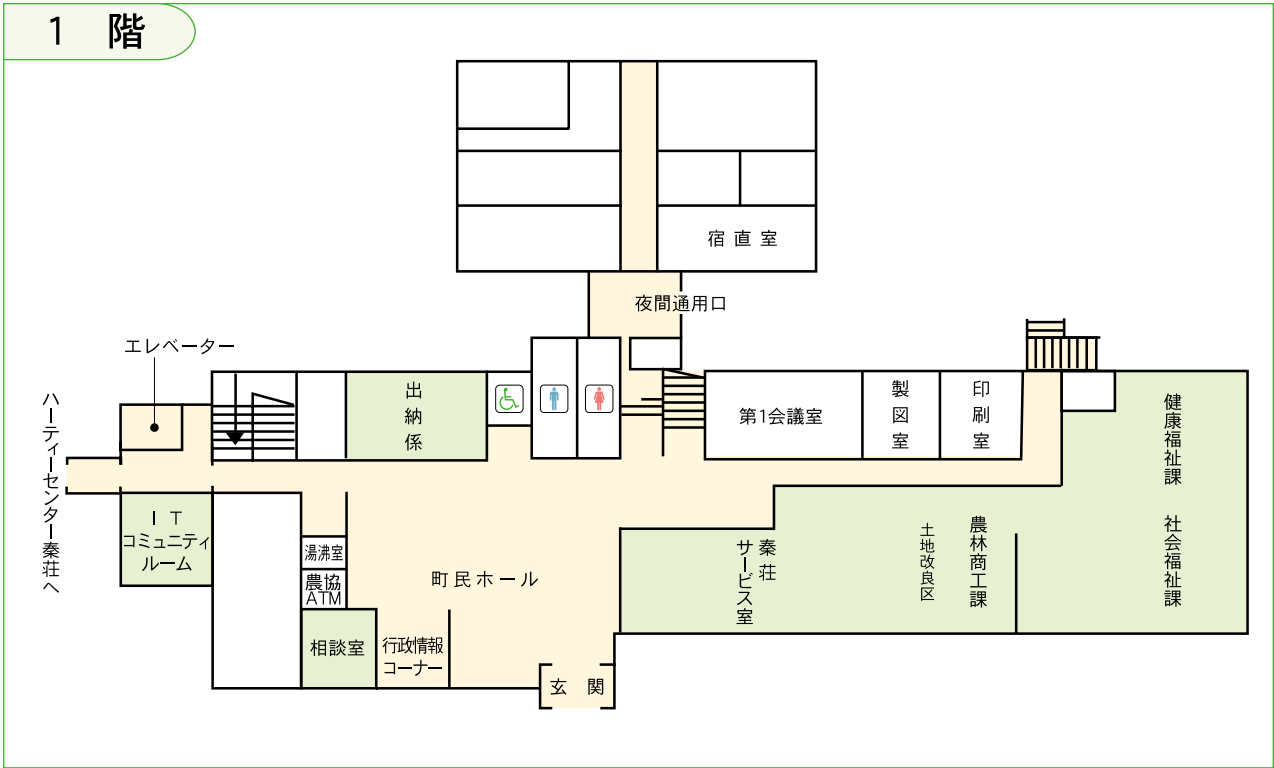 1 階
宿直室
夜間通用口
エレベーター
ハーティーセンター秦荘へ
出納係
第1会議室
製図室
印刷室
健康福祉課 社会福祉課
IT
コミュニティ
ルーム
湯沸室
農協
ATM
町民ホール
秦荘
サービス室
土地改良区
農林商工課
相談室
行政情報
コーナー
玄 関